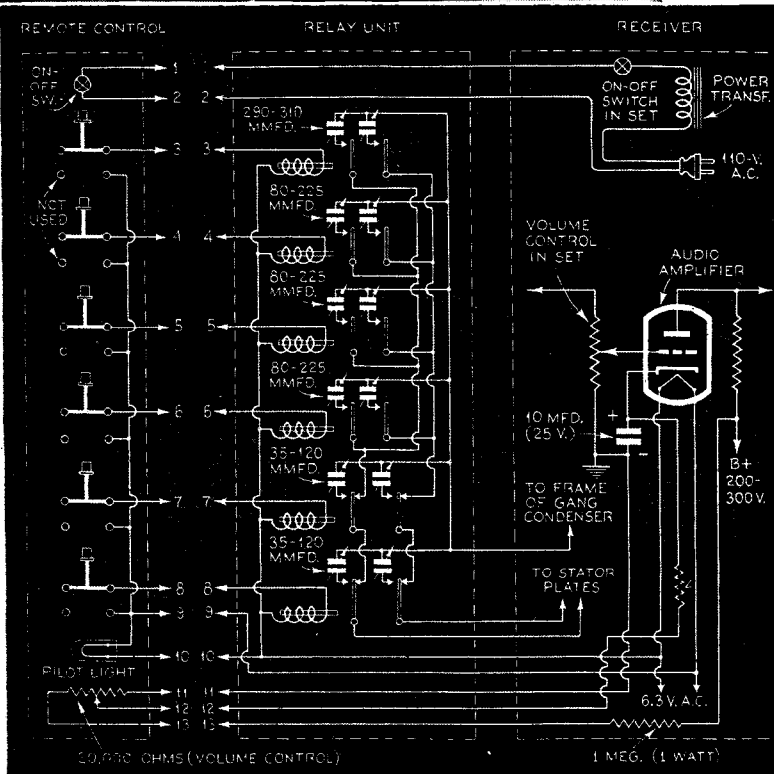 REMOTE CONTROL
RELAY UNIT
RECEIVER
ON-
OFF
SW.
1
2
2
ON-OFF
SWITCH
IN SET
POWER
TRANSF.
110-V.
A.C.
290-310
MMFD.
3
3
NOT
USED
80-225
MMFD.
4
4
80-225
MMFD.
5
5
80-225
MMFD.
6
6
35-120
MMFD.
7
7
35-120
MMFD.
8
8
9
9
10
10
PILOT LIGHT
11
11
12
12
13
13
VOLUME
CONTROL
IN SET
AUDIO
AMPLIFIER
10 MFD.
(25 V.)
+
-
B+
200-
300 V.
TO FRAME
OF GANG
CONDENSER
TO STATOR
PLATES
6.3 V. A.C.
20,000 OHMS (VOLUME CONTROL)
1 MEG. (1 WATT)